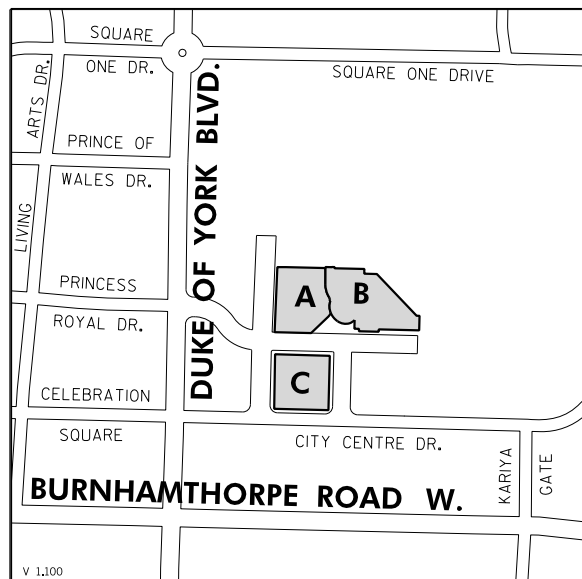 SQUARE
ONE DR.
SQUARE ONE DRIVE
ARTS DR.
LIVING
PRINCE OF
WALES DR.
DUKE OF YORK BLVD.
PRINCESS
ROYAL DR.
A
B
C
CELEBRATION
SQUARE
CITY CENTRE DR.
KARIYA
GATE
BURNHAMTHORPE ROAD W.
V 1.100